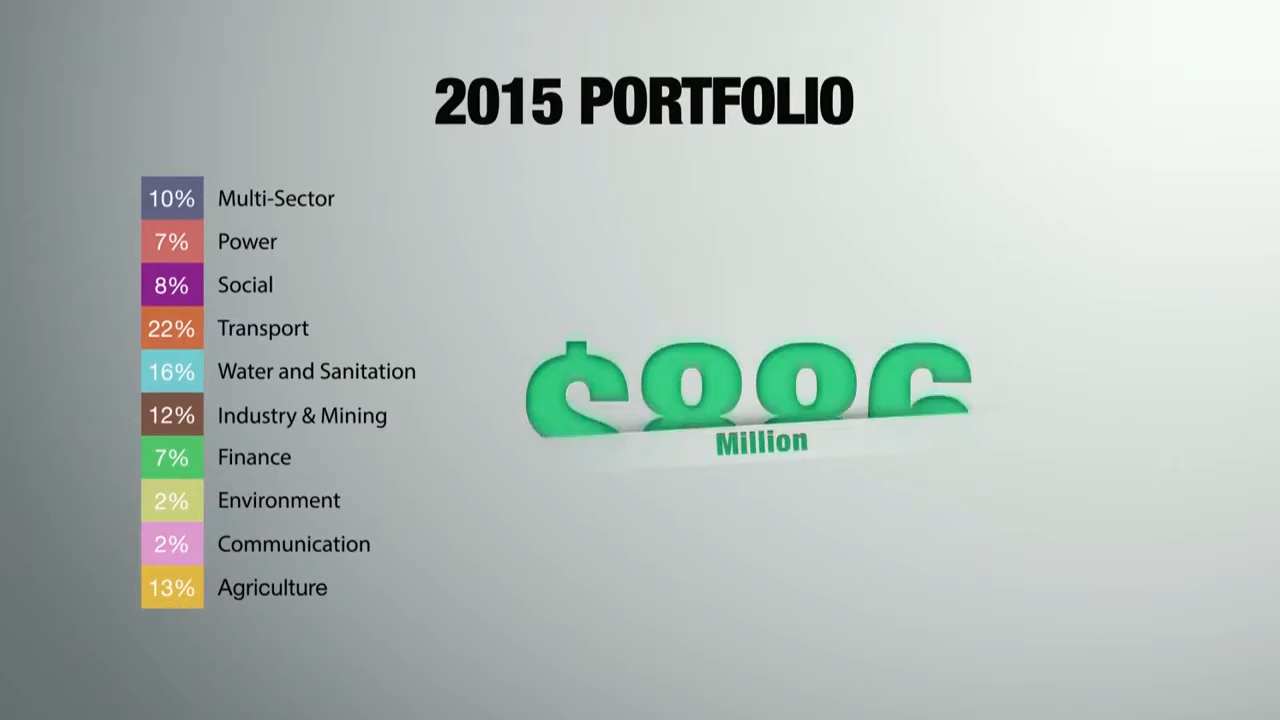 2015 PORTFOLIO
10% Multi-Sector
7% Power
8% Social
22% Transport
16% Water and Sanitation
12% Industry & Mining
7% Finance
2% Environment
2% Communication
13% Agriculture
$886
Million